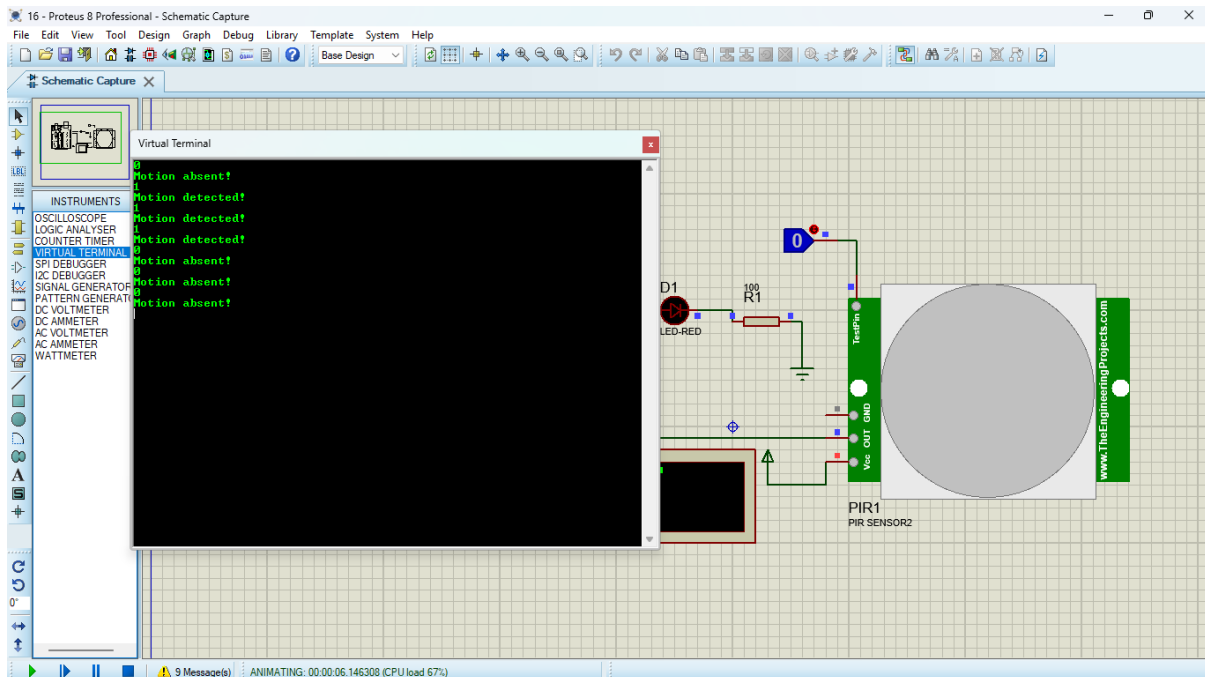 16 - Proteus 8 Professional - Schematic Capture
File Edit View Tool Design Graph Debug Library Template System Help
Base Design
Schematic Capture
Virtual Terminal
0
Motion absent!
1
Motion detected!
1
Motion detected!
1
Motion detected!
0
Motion absent!
0
Motion absent!
0
Motion absent!
LBL
INSTRUMENTS
OSCILLOSCOPE
LOGIC ANALYSER
COUNTER TIMER
VIRTUAL TERMINAL
SPI DEBUGGER
I2C DEBUGGER
SIGNAL GENERATOR
PATTERN GENERAT
DC VOLTMETER
DC AMMETER
AC VOLTMETER
AC AMMETER
WATTMETER
A
S
0°
0
D1
LED-RED
100
R1
TestPin
GND
OUT
Vcc
www.TheEngineeringProjects.com
PIR1
PIR SENSOR2
9 Message(s)
ANIMATING: 00:00:06.146308 (CPU load 67%)